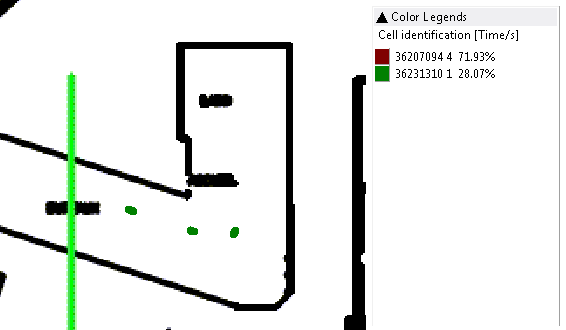 Color Legends
Cell identification [Time/s]
36207094 4 71.93%
36231310 1 28.07%